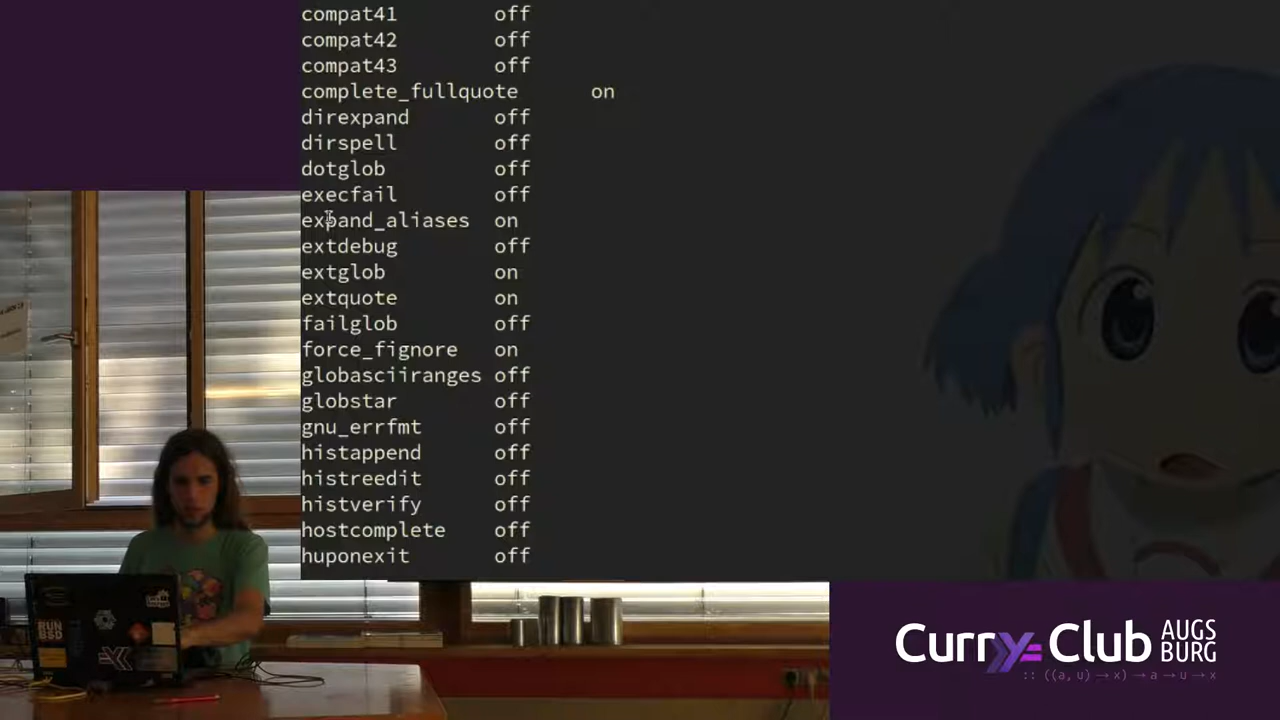 compat41 off
compat42 off
compat43 off
complete_fullquote on
direxpand off
dirspell off
dotglob off
execfail off
expand_aliases on
extdebug off
extglob on
extquote on
failglob off
force_fignore on
globasciiranges off
globstar off
gnu_errfmt off
histappend off
histreedit off
histverify off
hostcomplete off
huponexit off
RUN
BSD
Curry Club AUGS
BURG
:: ((a, u) → x) → a → u → x